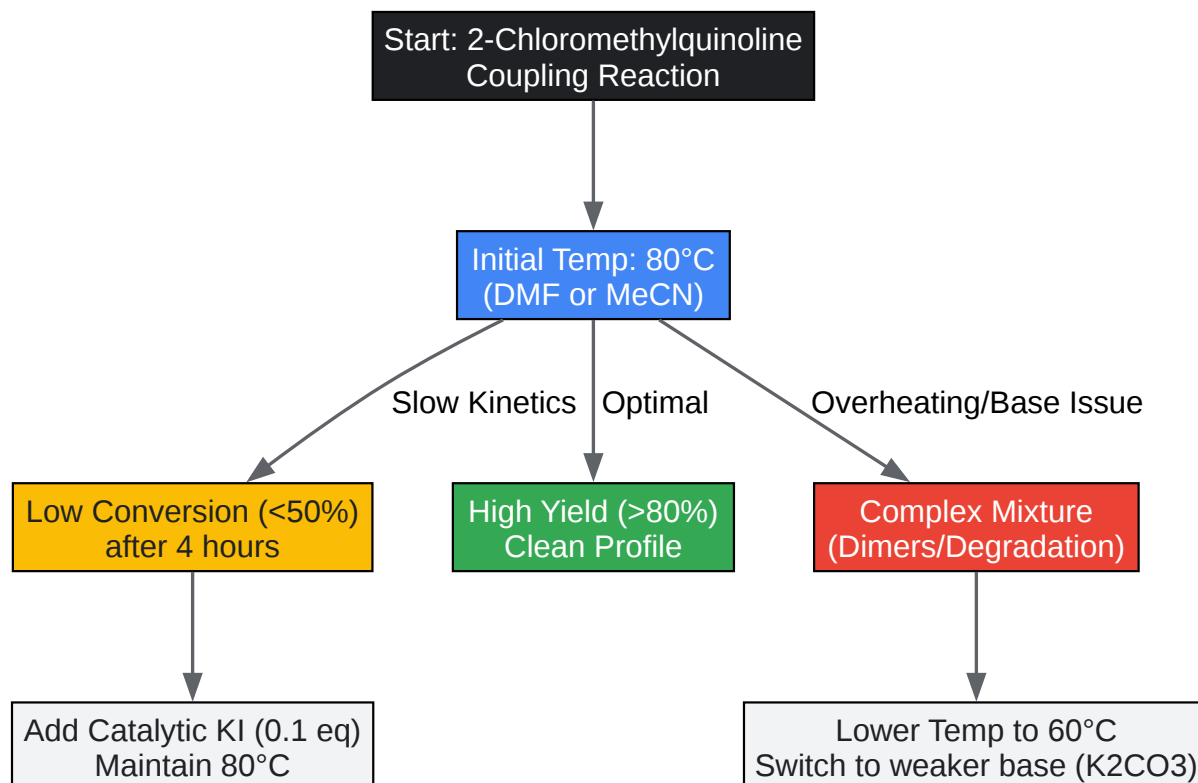 Start: 2-Chloromethylquinoline
Coupling Reaction
Initial Temp: 80°C
(DMF or MeCN)
Slow Kinetics
Optimal
Overheating/Base Issue
Low Conversion (<50%)
after 4 hours
High Yield (>80%)
Clean Profile
Complex Mixture
(Dimers/Degradation)
Add Catalytic KI (0.1 eq)
Maintain 80°C
Lower Temp to 60°C
Switch to weaker base (K2CO3)